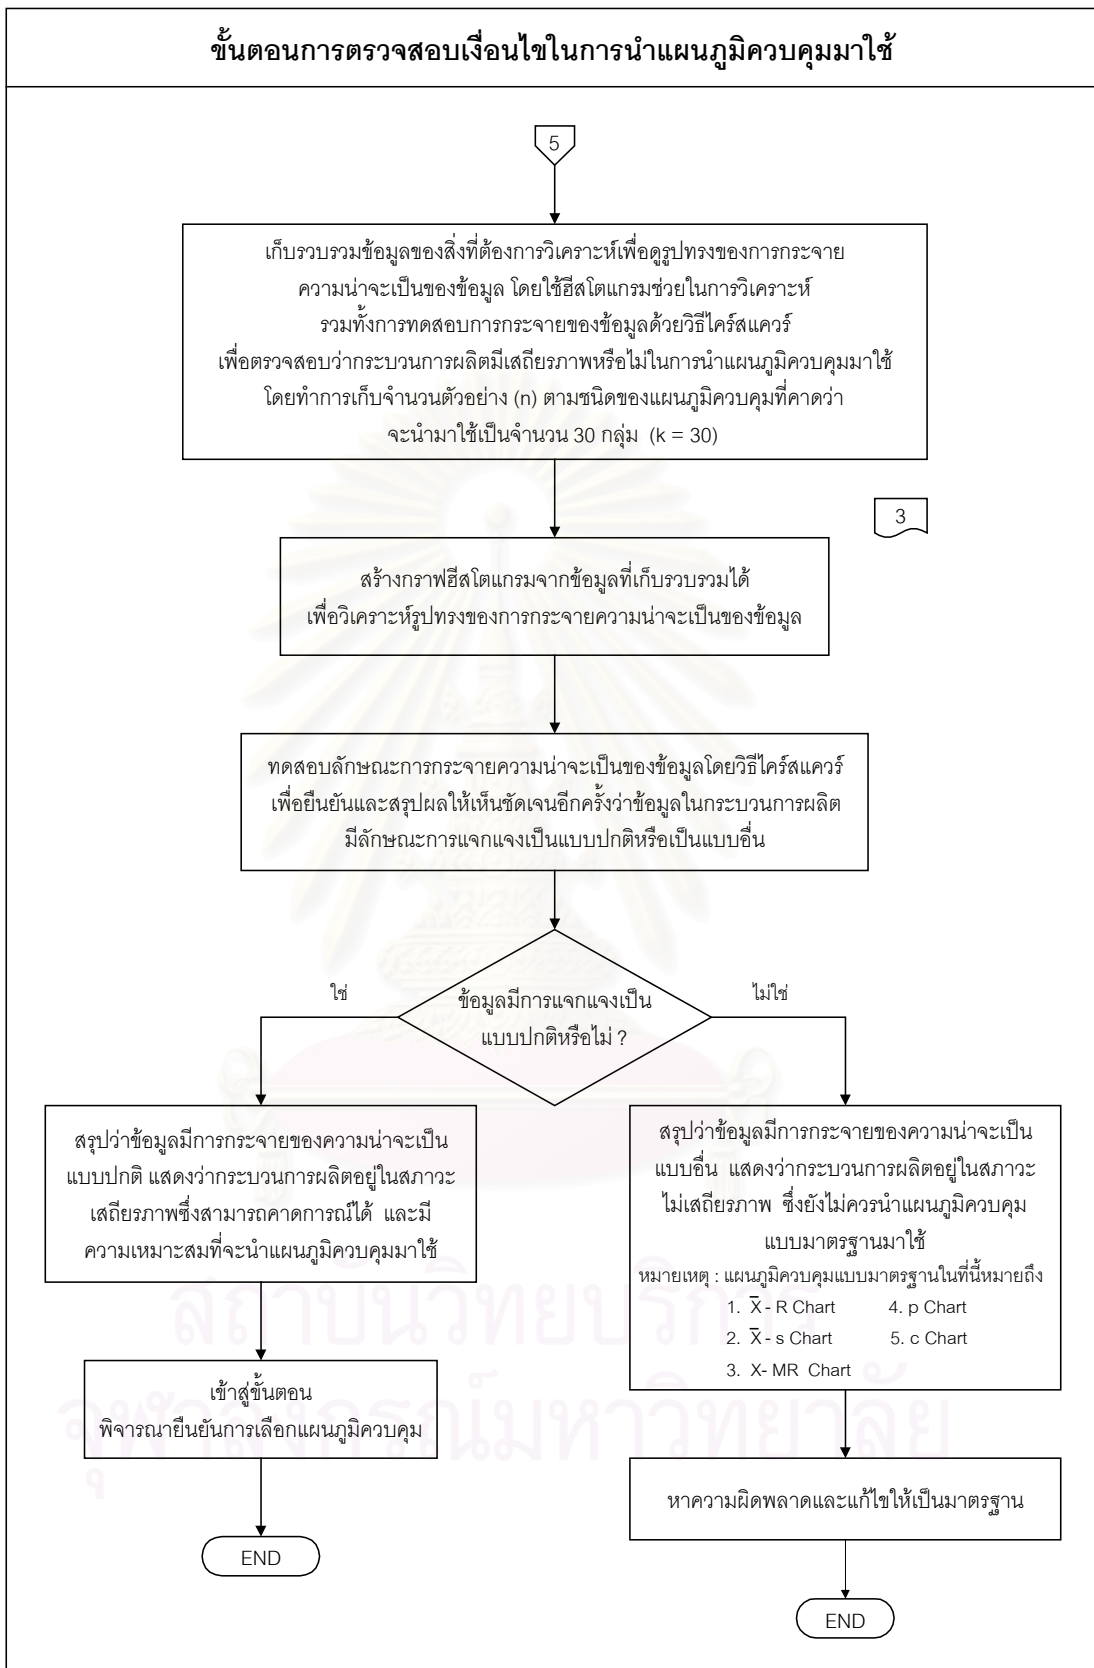 ขั้นตอนการตรวจสอบเงื่อนไขในการนำแผนภูมิควบคุมมาใช้
5
เก็บรวบรวมข้อมูลของสิ่งที่ต้องการวิเคราะห์เพื่อดูรูปทรงของการกระจาย
ความน่าจะเป็นของข้อมูล โดยใช้ฮีสโตแกรมช่วยในการวิเคราะห์
รวมทั้งการทดสอบการกระจายของข้อมูลด้วยวิธีไคร์สแควร์
เพื่อตรวจสอบว่ากระบวนการผลิตมีเสถียรภาพหรือไม่ในการนำแผนภูมิควบคุมมาใช้
โดยทำการเก็บจำนวนตัวอย่าง (n) ตามชนิดของแผนภูมิควบคุมที่คาดว่า
จะนำมาใช้เป็นจำนวน 30 กลุ่ม (k = 30)
3
สร้างกราฟฮีสโตแกรมจากข้อมูลที่เก็บรวบรวมได้
เพื่อวิเคราะห์รูปทรงของการกระจายความน่าจะเป็นของข้อมูล
ทดสอบลักษณะการกระจายความน่าจะเป็นของข้อมูลโดยวิธีไคร์สแควร์
เพื่อยืนยันและสรุปผลให้เห็นชัดเจนอีกครั้งว่าข้อมูลในกระบวนการผลิต
มีลักษณะการแจกแจงเป็นแบบปกติหรือเป็นแบบอื่น
ข้อมูลมีการแจกแจงเป็น
แบบปกติหรือไม่ ?
ใช่
ไม่ใช่
สรุปว่าข้อมูลมีการกระจายของความน่าจะเป็น
แบบปกติ แสดงว่ากระบวนการผลิตอยู่ในสภาวะ
เสถียรภาพซึ่งสามารถคาดการณ์ได้ และมี
ความเหมาะสมที่จะนำแผนภูมิควบคุมมาใช้
เข้าสู่ขั้นตอน
พิจารณายืนยันการเลือกแผนภูมิควบคุม
END
สรุปว่าข้อมูลมีการกระจายของความน่าจะเป็น
แบบอื่น แสดงว่ากระบวนการผลิตอยู่ในสภาวะ
ไม่เสถียรภาพ ซึ่งยังไม่ควรนำแผนภูมิควบคุม
แบบมาตรฐานมาใช้
หมายเหตุ : แผนภูมิควบคุมแบบมาตรฐานในที่นี้หมายถึง
1. X̄ - R Chart 4. p Chart
2. X̄ - s Chart 5. c Chart
3. X- MR Chart
หาความผิดพลาดและแก้ไขให้เป็นมาตรฐาน
END
สถาบันวิทยบริการ
จุฬาลงกรณ์มหาวิทยาลัย